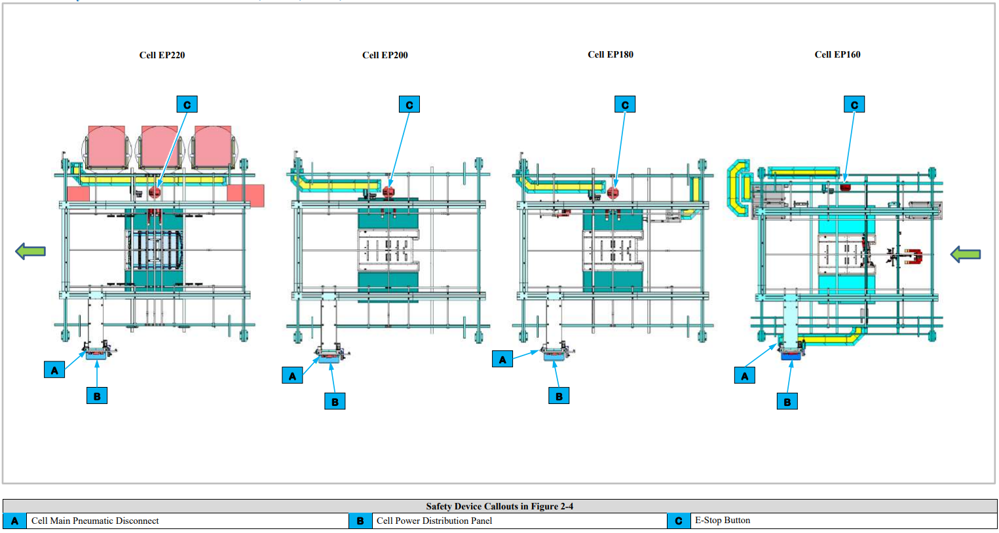 Cell EP220
Cell EP200
Cell EP180
Cell EP160
C
C
C
C
A
B
A
B
A
B
A
B
Safety Device Callouts in Figure 2-4
A Cell Main Pneumatic Disconnect B Cell Power Distribution Panel C E-Stop Button